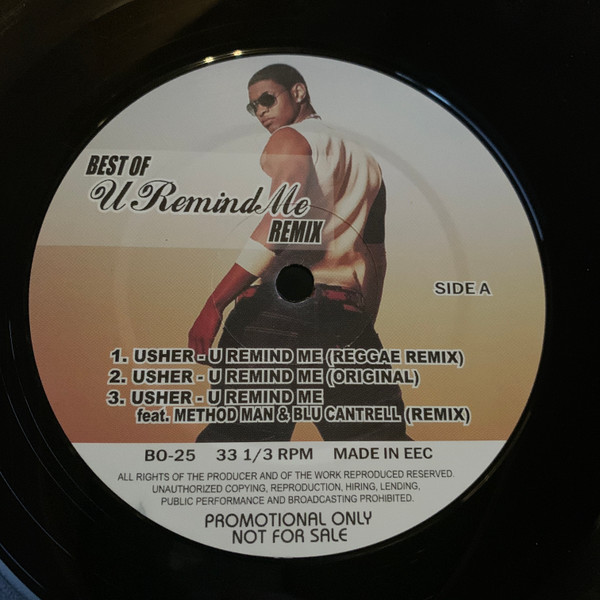 BEST OF
U Remind Me
REMIX
SIDE A
1. USHER - U REMIND ME (REGGAE REMIX)
2. USHER - U REMIND ME (ORIGINAL)
3. USHER - U REMIND ME
feat. METHOD MAN & BLU CANTRELL (REMIX)
BO-25 33 1/3 RPM MADE IN EEC
ALL RIGHTS OF THE PRODUCER AND OF THE WORK REPRODUCED RESERVED.
UNAUTHORIZED COPYING, REPRODUCTION, HIRING, LENDING,
PUBLIC PERFORMANCE AND BROADCASTING PROHIBITED.
PROMOTIONAL ONLY
NOT FOR SALE